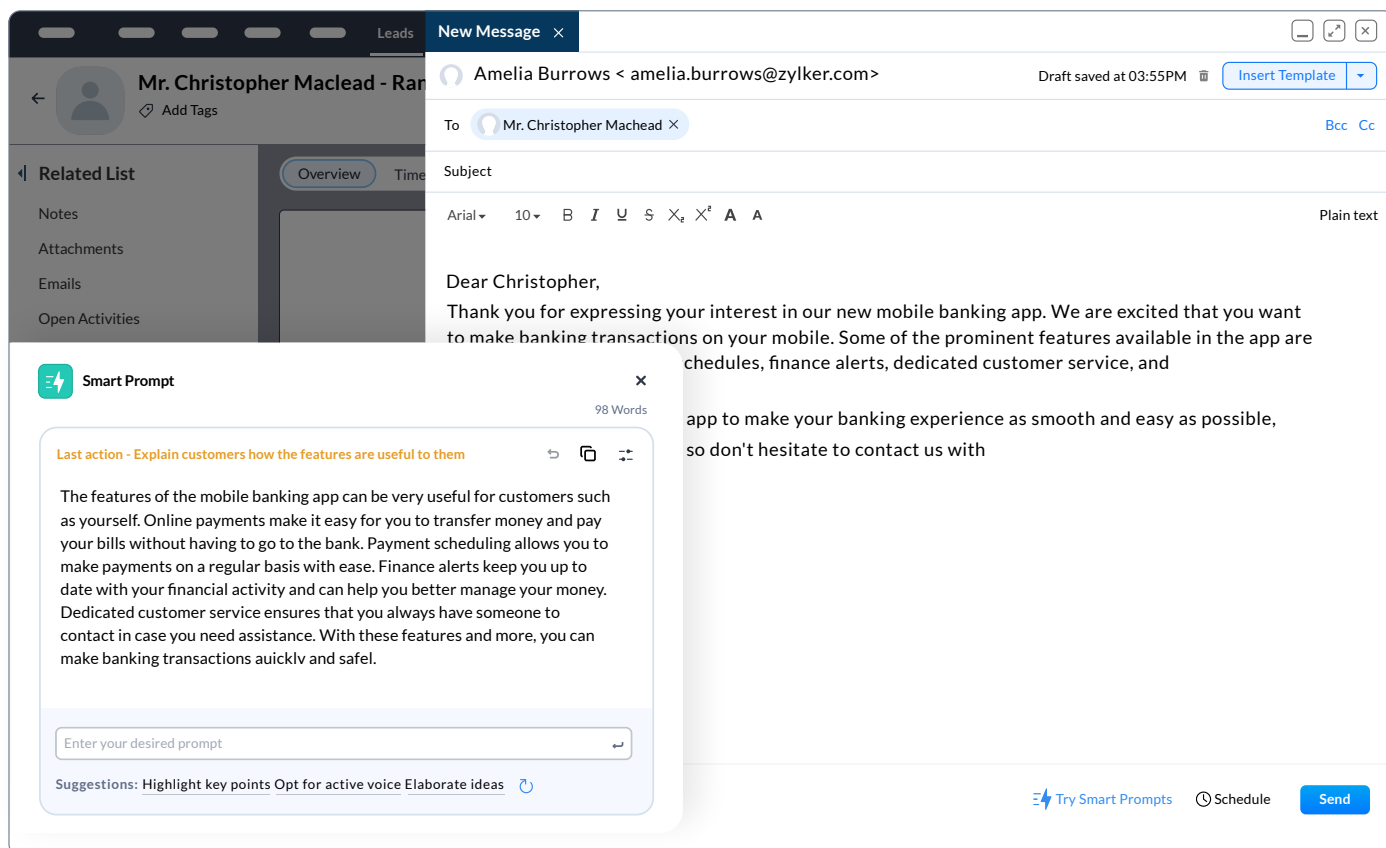 Leads
New Message ×
Mr. Christopher Maclead - Ran
Add Tags
Amelia Burrows < amelia.burrows@zylker.com>
Draft saved at 03:55PM
Insert Template
To
Mr. Christopher Machead ×
Bcc Cc
Related List
Notes
Attachments
Emails
Open Activities
Overview
Time
Subject
Arial
10
B I U S X₂ X² A A
Plain text
Dear Christopher,
Thank you for expressing your interest in our new mobile banking app. We are excited that you want
to make banking transactions on your mobile. Some of the prominent features available in the app are
chedules, finance alerts, dedicated customer service, and
app to make your banking experience as smooth and easy as possible,
so don't hesitate to contact us with
Smart Prompt
98 Words
Last action - Explain customers how the features are useful to them
The features of the mobile banking app can be very useful for customers such
as yourself. Online payments make it easy for you to transfer money and pay
your bills without having to go to the bank. Payment scheduling allows you to
make payments on a regular basis with ease. Finance alerts keep you up to
date with your financial activity and can help you better manage your money.
Dedicated customer service ensures that you always have someone to
contact in case you need assistance. With these features and more, you can
make banking transactions auicklv and safel.
Enter your desired prompt
Suggestions: Highlight key points Opt for active voice Elaborate ideas
Try Smart Prompts
Schedule
Send